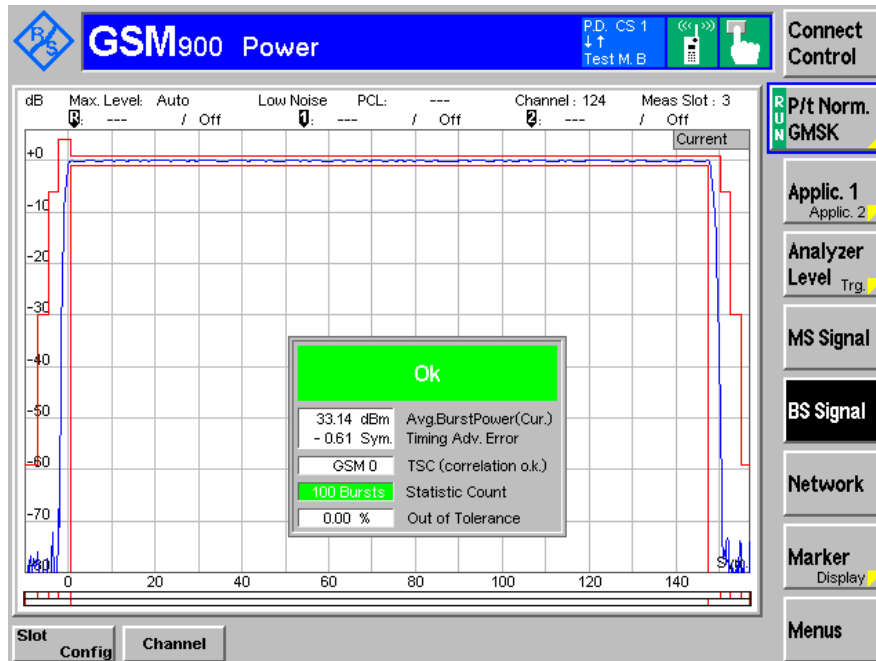 R/S
GSM900 Power
P.D. CS 1
↓↑
Test M. B
Connect
Control
dB Max. Level: Auto Low Noise PCL: --- Channel : 124 Meas Slot : 3
R: --- / Off 1: --- / Off 2: --- / Off
Current
RUN
P/t Norm.
GMSK
Applic. 1
Applic. 2
Analyzer
Level Trg.
MS Signal
BS Signal
Network
Marker
Display
Menus
+0
-10
-20
-30
-40
-50
-60
-70
-80
Ok
33.14 dBm Avg.BurstPower(Cur.)
- 0.61 Sym. Timing Adv. Error
GSM 0 TSC (correlation o.k.)
100 Bursts Statistic Count
0.00 % Out of Tolerance
Sym.
0 20 40 60 80 100 120 140
Slot
Config
Channel